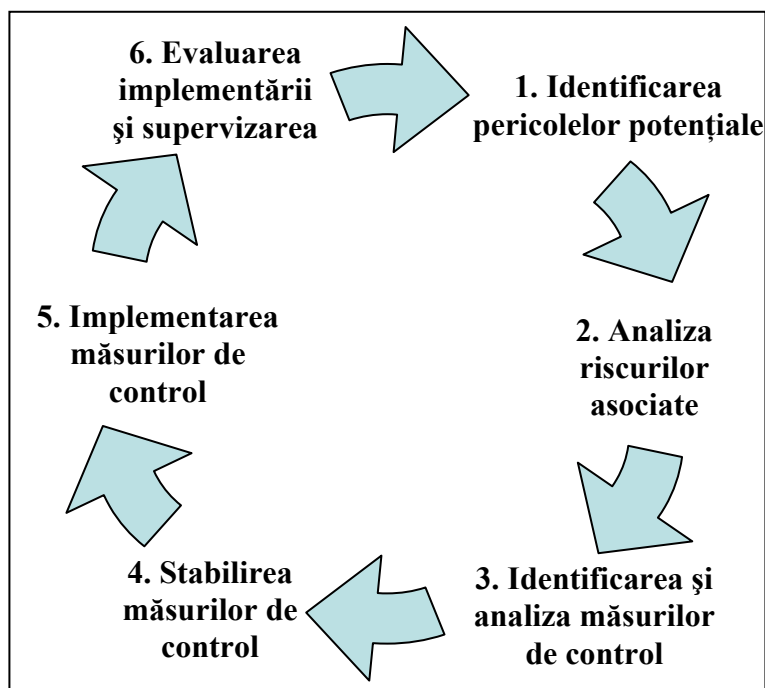 1. Identificarea
pericolelor potențiale
2. Analiza
riscurilor
asociate
3. Identificarea şi
analiza măsurilor
de control
4. Stabilirea
măsurilor de
control
5. Implementarea
măsurilor de
control
6. Evaluarea
implementării
şi supervizarea